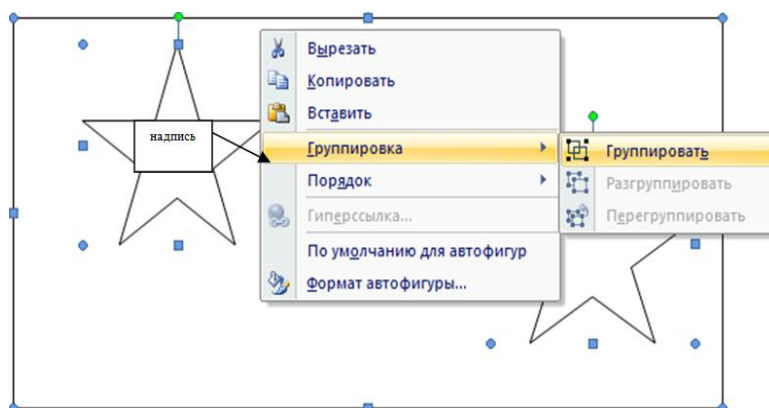 Вырезать
Копировать
Вставить
надпись
Группировка
Группировать
Порядок
Разгруппировать
Гиперссылка...
Перегруппировать
По умолчанию для автофигур
Формат автофигуры...